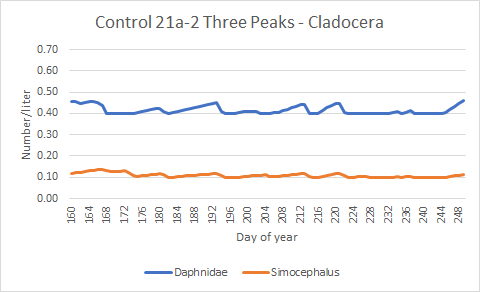 Control 21a-2 Three Peaks - Cladocera
Number/liter
0.70
0.60
0.50
0.40
0.30
0.20
0.10
0.00
160 164 168 172 176 180 184 188 192 196 200 204 208 212 216 220 224 228 232 236 240 244 248
Day of year
Daphnidae Simocephalus